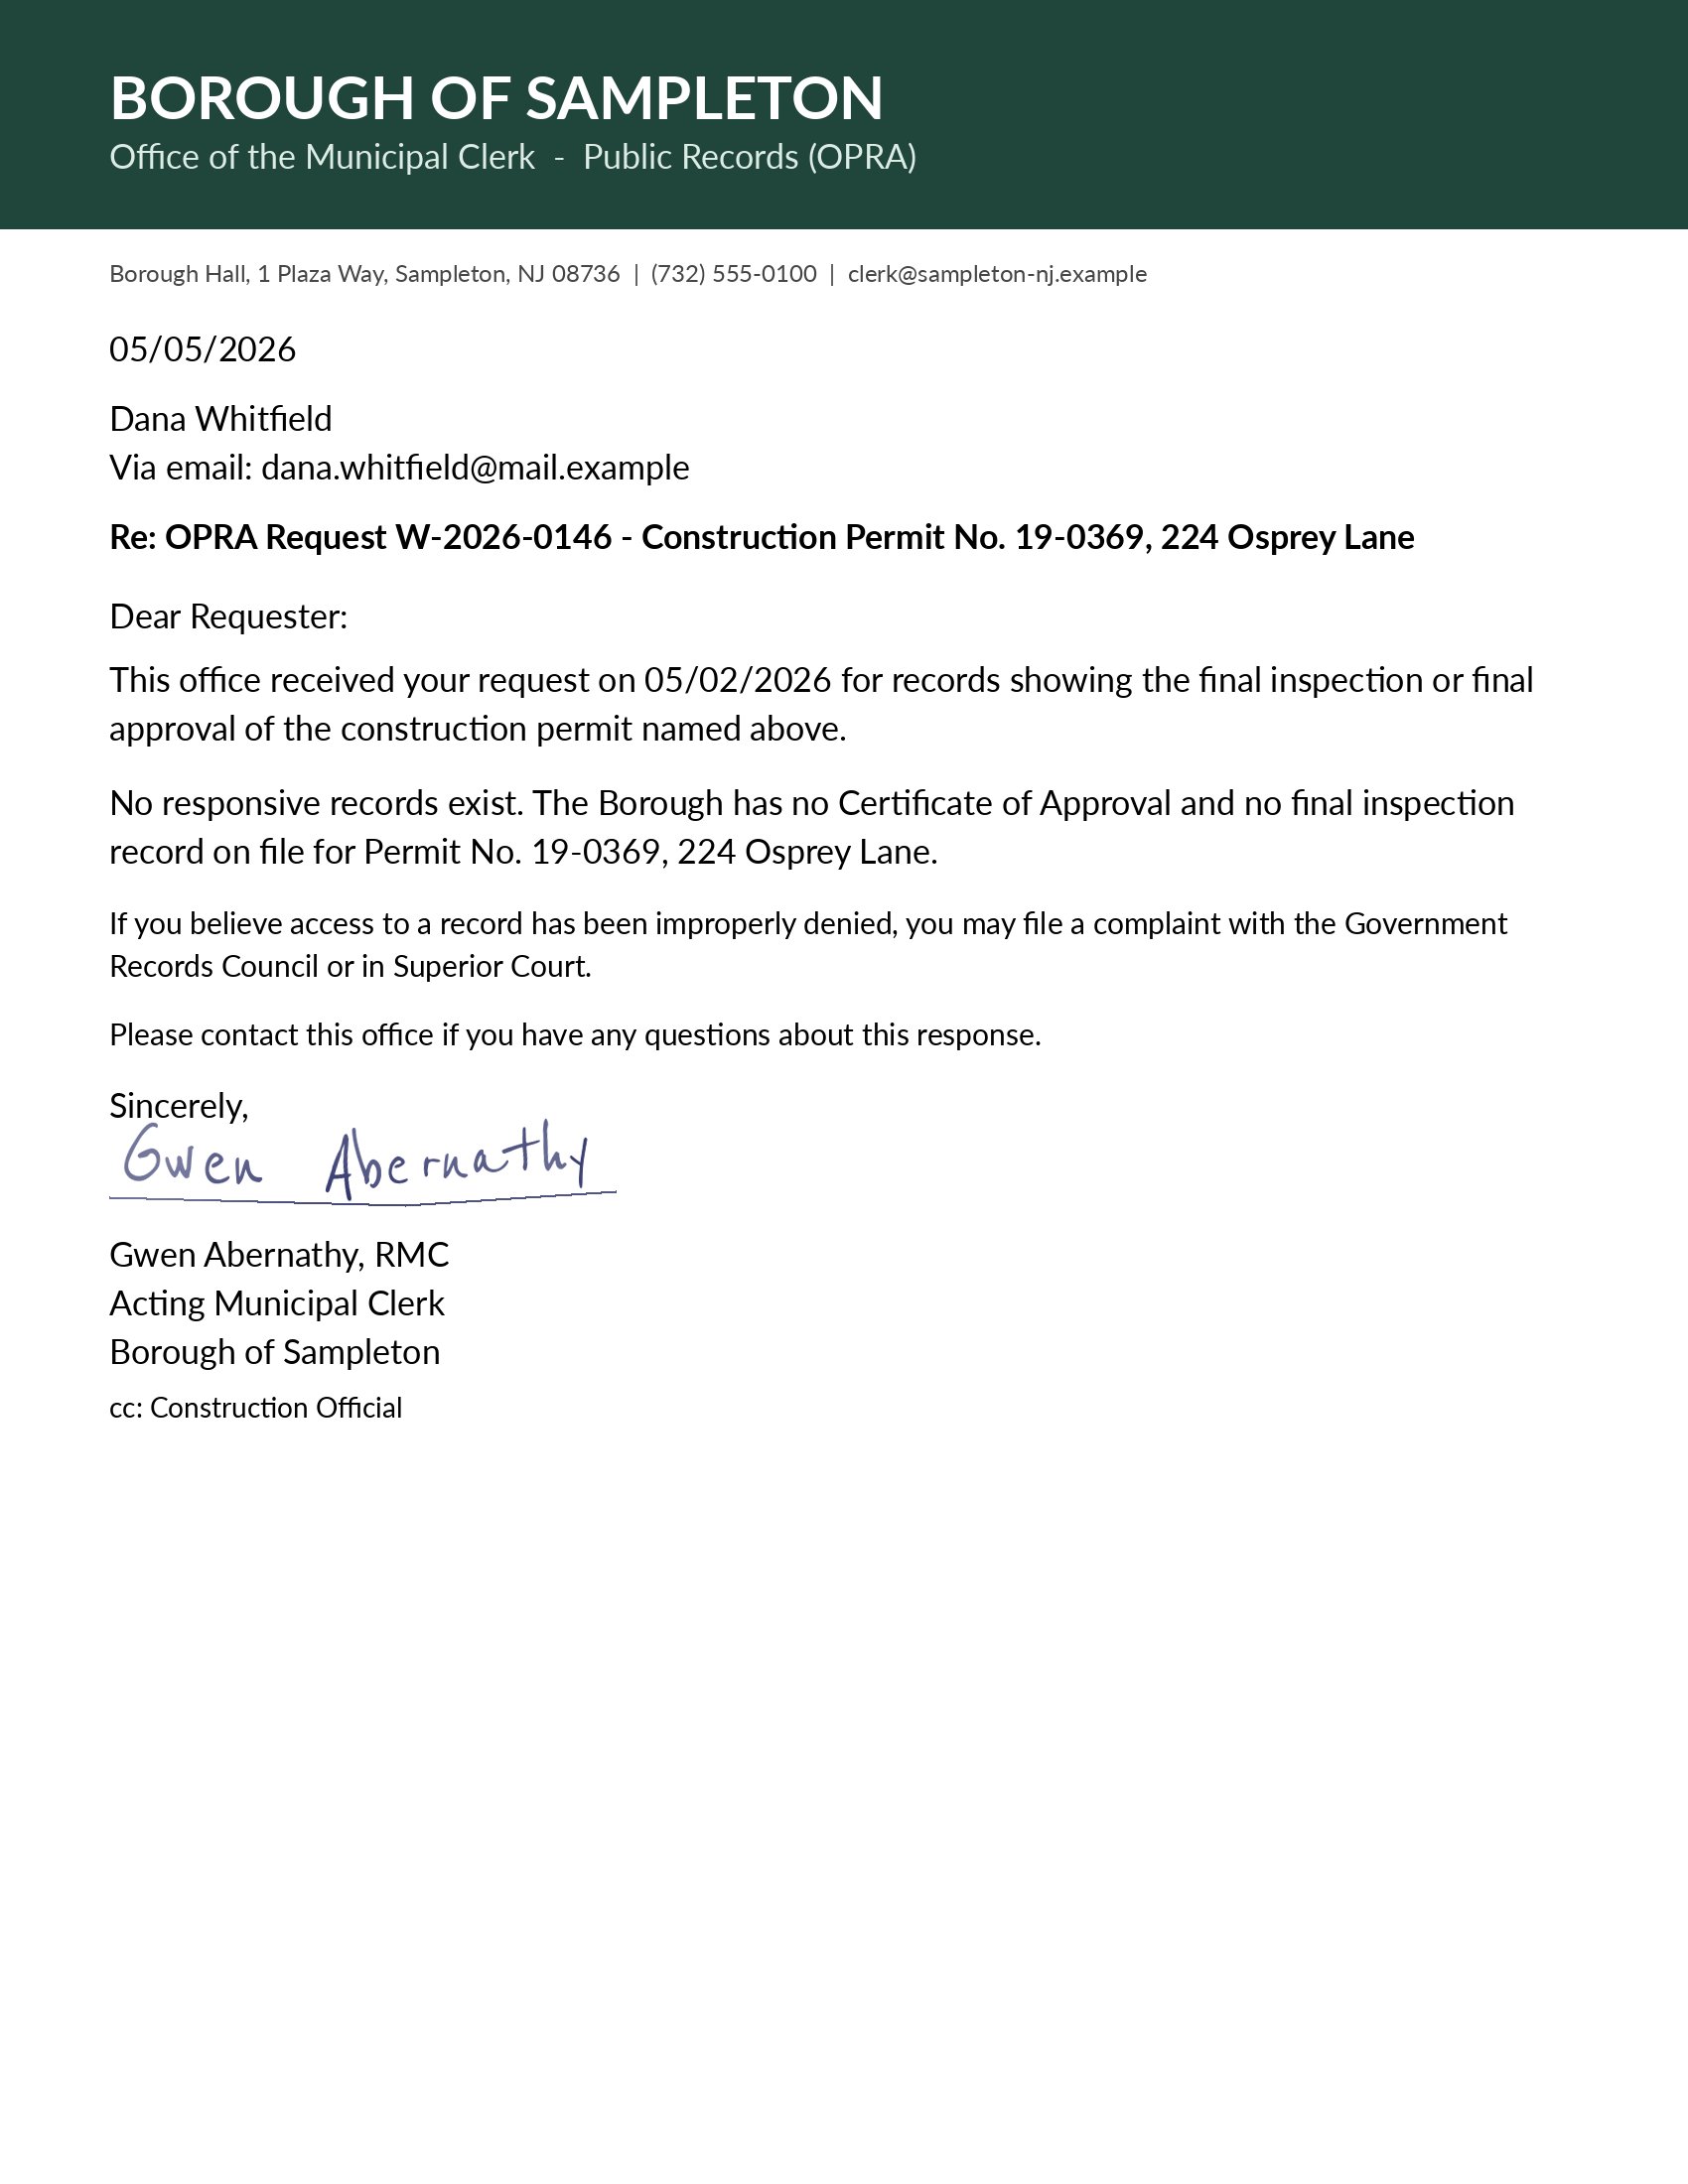 BOROUGH OF SAMPLETON
Office of the Municipal Clerk - Public Records (OPRA)
Borough Hall, 1 Plaza Way, Sampleton, NJ 08736 | (732) 555-0100 | clerk@sampleton-nj.example
05/05/2026
Dana Whitfield
Via email: dana.whitfield@mail.example
Re: OPRA Request W-2026-0146 - Construction Permit No. 19-0369, 224 Osprey Lane
Dear Requester:
This office received your request on 05/02/2026 for records showing the final inspection or final
approval of the construction permit named above.
No responsive records exist. The Borough has no Certificate of Approval and no final inspection
record on file for Permit No. 19-0369, 224 Osprey Lane.
If you believe access to a record has been improperly denied, you may file a complaint with the Government
Records Council or in Superior Court.
Please contact this office if you have any questions about this response.
Sincerely,
Gwen Abernathy
Gwen Abernathy, RMC
Acting Municipal Clerk
Borough of Sampleton
cc: Construction Official